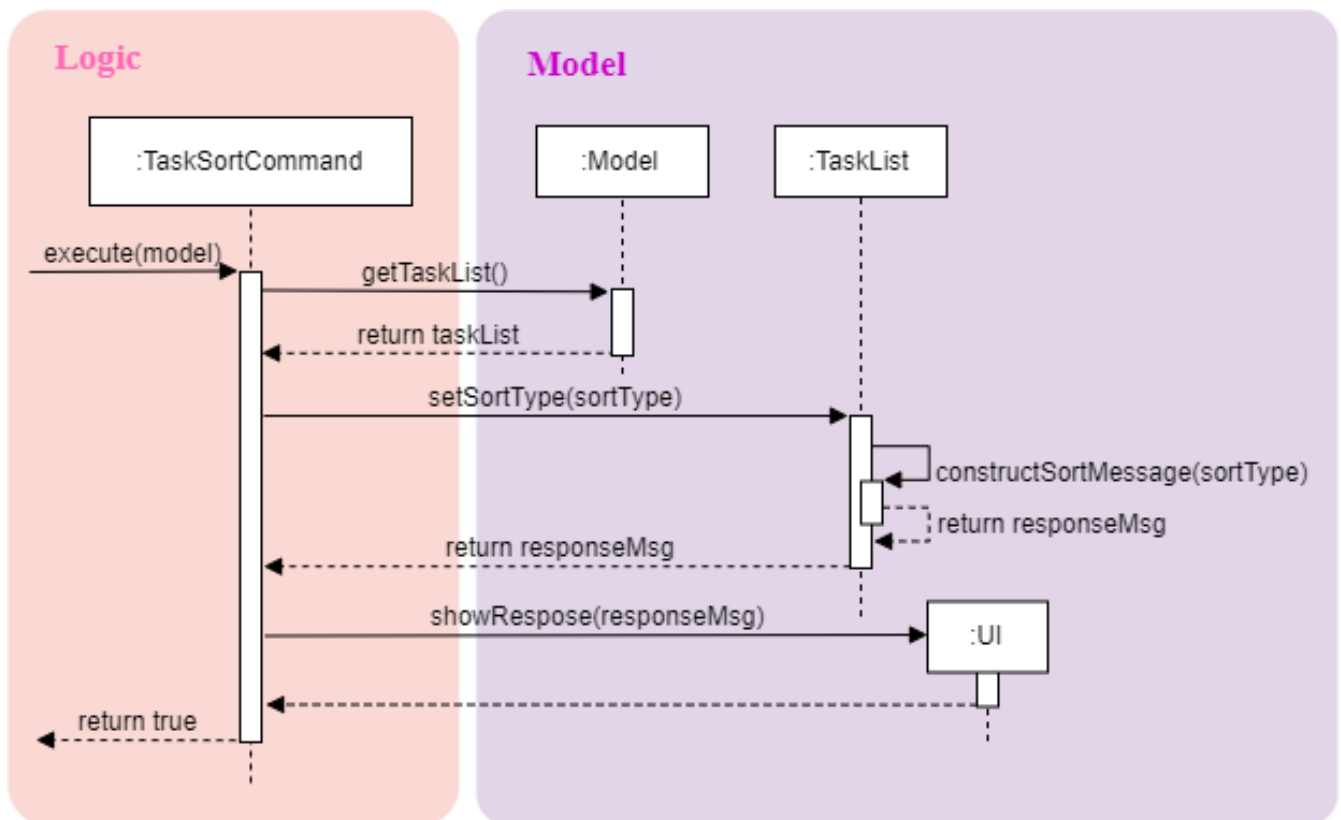 Logic
Model
:TaskSortCommand
:Model
:TaskList
execute(model)
getTaskList()
return taskList
setSortType(sortType)
constructSortMessage(sortType)
return responseMsg
return responseMsg
showRespose(responseMsg)
:UI
return true